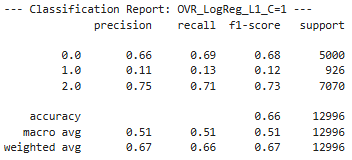 --- Classification Report: OVR_LogReg_L1_C=1 ---
precision recall f1-score support
0.0 0.66 0.69 0.68 5000
1.0 0.11 0.13 0.12 926
2.0 0.75 0.71 0.73 7070
accuracy 0.66 12996
macro avg 0.51 0.51 0.51 12996
weighted avg 0.67 0.66 0.67 12996